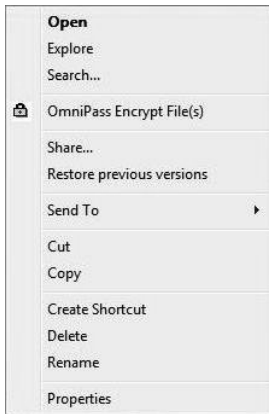 Open
Explore
Search...
OmniPass Encrypt File(s)
Share...
Restore previous versions
Send To
Cut
Copy
Create Shortcut
Delete
Rename
Properties